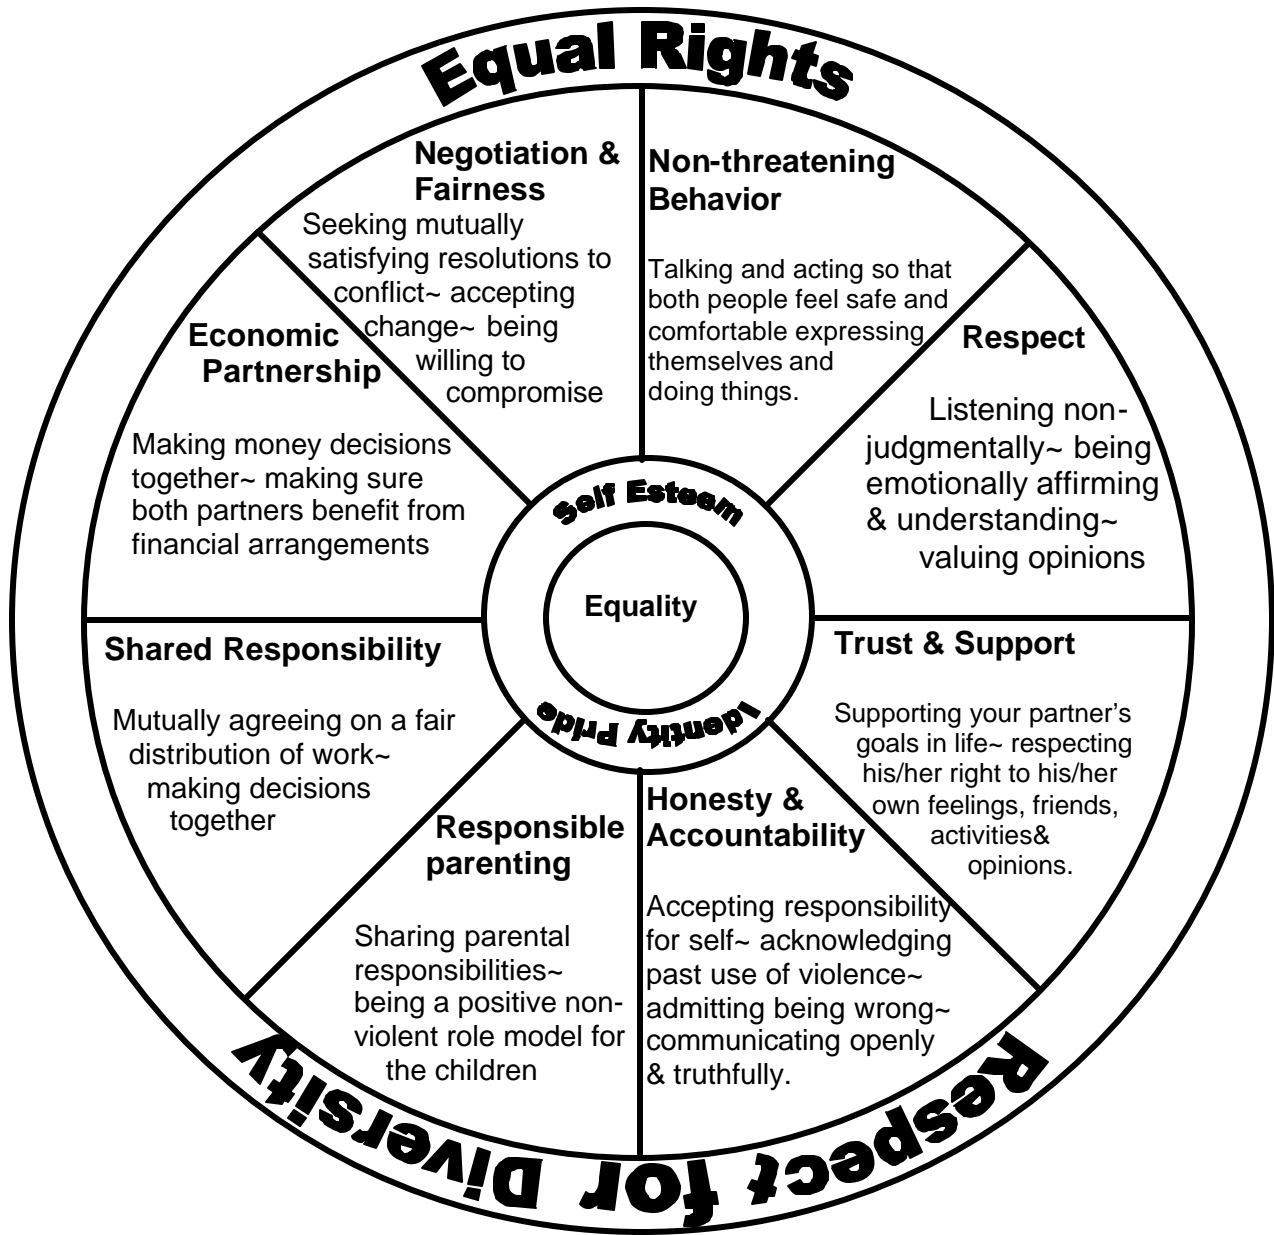 Equal Rights
Negotiation &
Fairness
Seeking mutually
satisfying resolutions to
conflict~ accepting
change~ being
willing to
compromise
Non-threatening
Behavior
Talking and acting so that
both people feel safe and
comfortable expressing
themselves and
doing things.
Economic
Partnership
Making money decisions
together~ making sure
both partners benefit from
financial arrangements
Respect
Listening non-
judgmentally~ being
emotionally affirming
& understanding~
valuing opinions
Self Esteem
Equality
Identity Pride
Shared Responsibility
Mutually agreeing on a fair
distribution of work~
making decisions
together
Trust & Support
Supporting your partner's
goals in life~ respecting
his/her right to his/her
own feelings, friends,
activities&
opinions.
Responsible
parenting
Sharing parental
responsibilities~
being a positive non-
violent role model for
the children
Honesty &
Accountability
Accepting responsibility
for self~ acknowledging
past use of violence~
admitting being wrong~
communicating openly
& truthfully.
Respect for Diversity